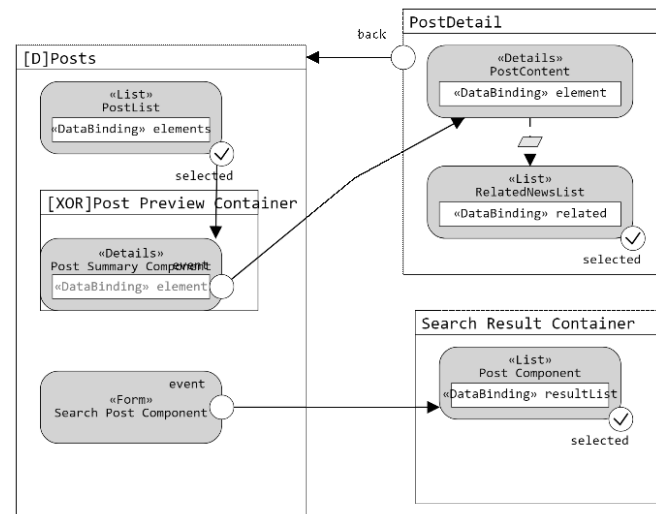 back
PostDetail
[D]Posts
«List»
PostList
«DataBinding» elements
selected
[XOR]Post Preview Container
«Details»
Post Summary Component
event
«DataBinding» element
event
«Form»
Search Post Component
«Details»
PostContent
«DataBinding» element
«List»
RelatedNewsList
«DataBinding» related
selected
Search Result Container
«List»
Post Component
«DataBinding» resultList
selected